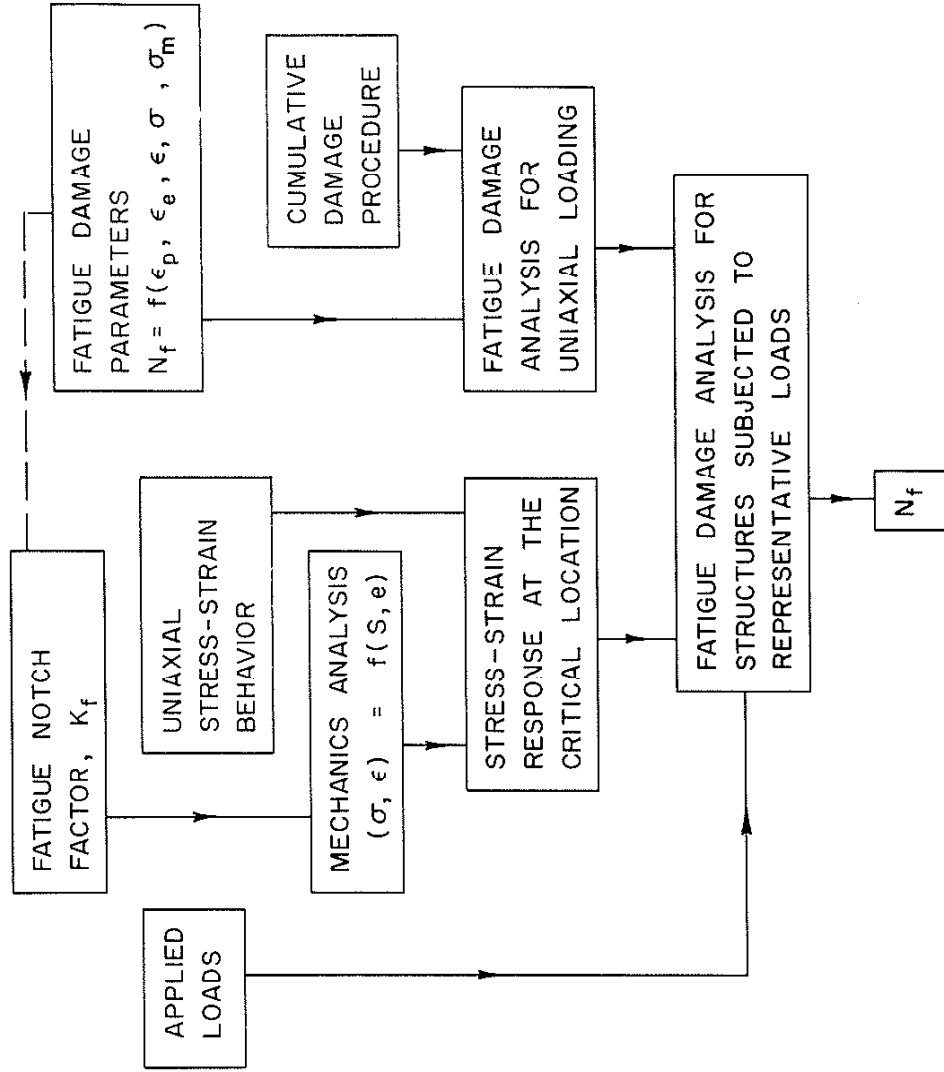 FATIGUE NOTCH
FACTOR, K_f
FATIGUE DAMAGE
PARAMETERS
N_f = f(ϵ_p, ϵ_e, ϵ, σ, σ_m)
APPLIED
LOADS
UNIAXIAL
STRESS-STRAIN
BEHAVIOR
CUMULATIVE
DAMAGE
PROCEDURE
MECHANICS ANALYSIS
(σ, ϵ) = f(S,e)
STRESS-STRAIN
RESPONSE AT THE
CRITICAL LOCATION
FATIGUE DAMAGE
ANALYSIS FOR
UNIAXIAL LOADING
FATIGUE DAMAGE ANALYSIS FOR
STRUCTURES SUBJECTED TO
REPRESENTATIVE LOADS
N_f